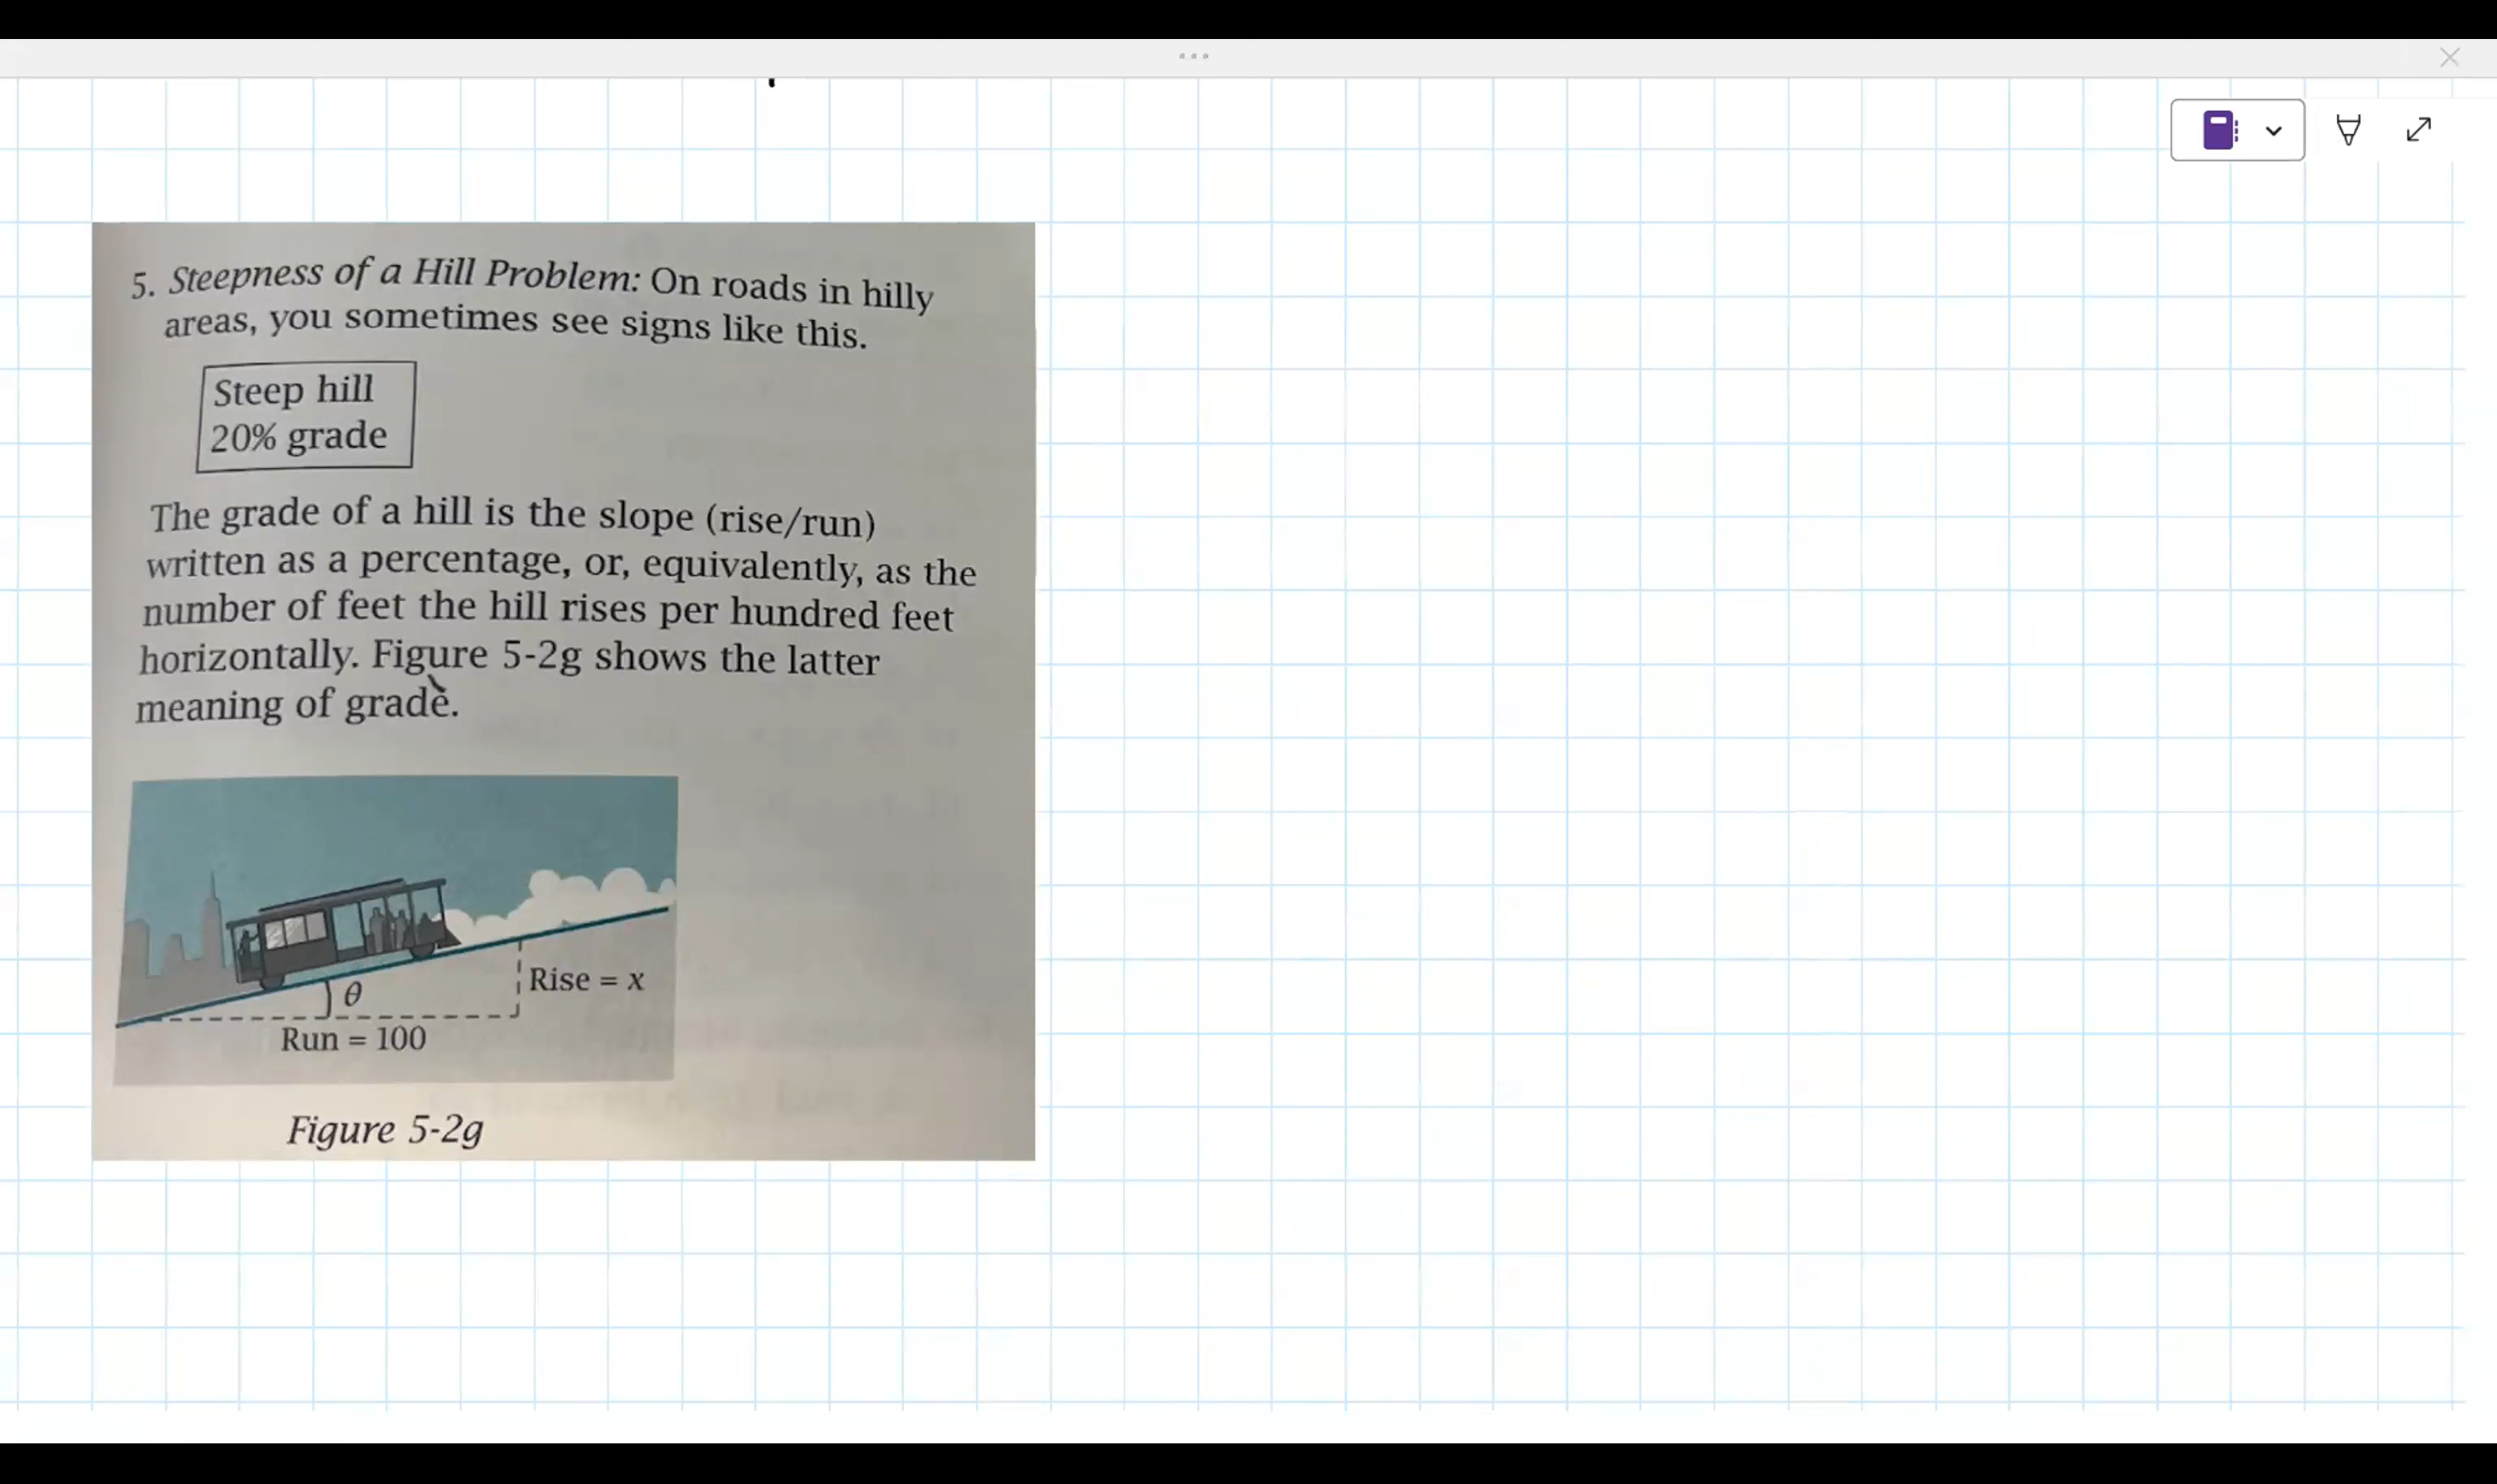 5. Steepness of a Hill Problem: On roads in hilly
areas, you sometimes see signs like this.
Steep hill
20% grade
The grade of a hill is the slope (rise/run)
written as a percentage, or, equivalently, as the
number of feet the hill rises per hundred feet
horizontally. Figure 5-2g shows the latter
meaning of grade.
θ
Rise = x
Run = 100
Figure 5-2g